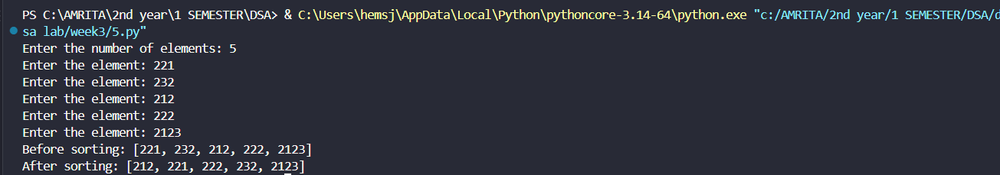 PS C:\AMRITA\2nd year\1 SEMESTER\DSA> & C:\Users\hemsj\AppData\Local\Python\pythoncore-3.14-64\python.exe "c:/AMRITA/2nd year/1 SEMESTER/DSA/d
sa lab/week3/5.py"
Enter the number of elements: 5
Enter the element: 221
Enter the element: 232
Enter the element: 212
Enter the element: 222
Enter the element: 2123
Before sorting: [221, 232, 212, 222, 2123]
After sorting: [212, 221, 222, 232, 2123]